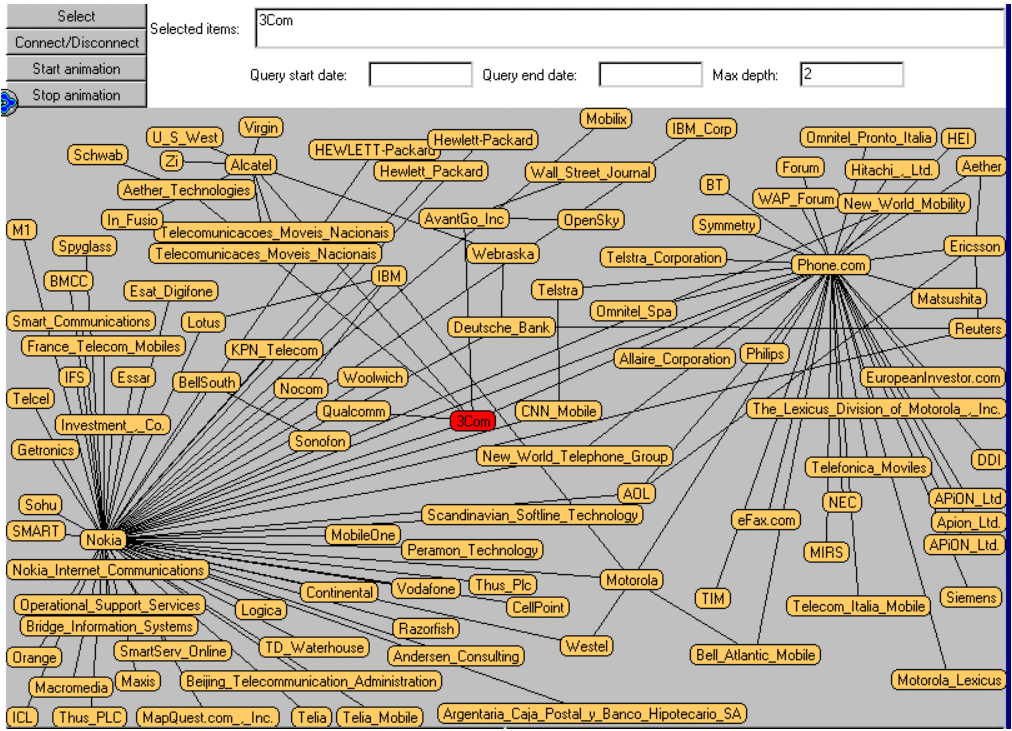 Select
Connect/Disconnect
Start animation
Stop animation
Selected items:
3Com
Query start date:
Query end date:
Max depth:
2
Mobilix
Virgin
IBM_Corp
U_S_West
Omnitel_Pronto_Italia
HEI
Hewlett-Packard
HEWLETT-Packard
Schwab
Zi
Alcatel
Hewlett_Packard
Wall_Street_Journal
Forum
Hitachi_,_Ltd.
Aether
BT
Aether_Technologies
WAP_Forum
New_World_Mobility
In_Fusio
AvantGo_Inc
OpenSky
Symmetry
M1
Telecomunicacoes_Moveis_Nacionais
Spyglass
Telecomunicaces_Moveis_Nacionais
Webraska
Telstra_Corporation
Phone.com
Ericsson
BMCC
IBM
Esat_Digifone
Telstra
Matsushita
Omnitel_Spa
Smart_Communications
Lotus
Deutsche_Bank
Reuters
France_Telecom_Mobiles
KPN_Telecom
Allaire_Corporation
Philips
IFS
Essar
BellSouth
Nocom
Woolwich
EuropeanInvestor.com
Telcel
Qualcomm
3Com
CNN_Mobile
The_Lexicus_Division_of_Motorola_,_Inc.
Investment_,_Co.
Sonofon
Getronics
New_World_Telephone_Group
Telefonica_Moviles
DDI
AOL
Sohu
Scandinavian_Softline_Technology
NEC
APiON_Ltd
SMART
Nokia
MobileOne
eFax.com
Apion_Ltd.
Peramon_Technology
MIRS
APiON_Ltd.
Nokia_Internet_Communications
Continental
Vodafone
Thus_Plc
Motorola
Operational_Support_Services
Logica
CellPoint
TIM
Telecom_Italia_Mobile
Siemens
Bridge_Information_Systems
Razorfish
Orange
SmartServ_Online
TD_Waterhouse
Andersen_Consulting
Westel
Bell_Atlantic_Mobile
Macromedia
Maxis
Beijing_Telecommunication_Administration
Motorola_Lexicus
ICL
Thus_PLC
MapQuest.com_,_Inc.
Telia
Telia_Mobile
Argentaria_Caja_Postal_y_Banco_Hipotecario_SA